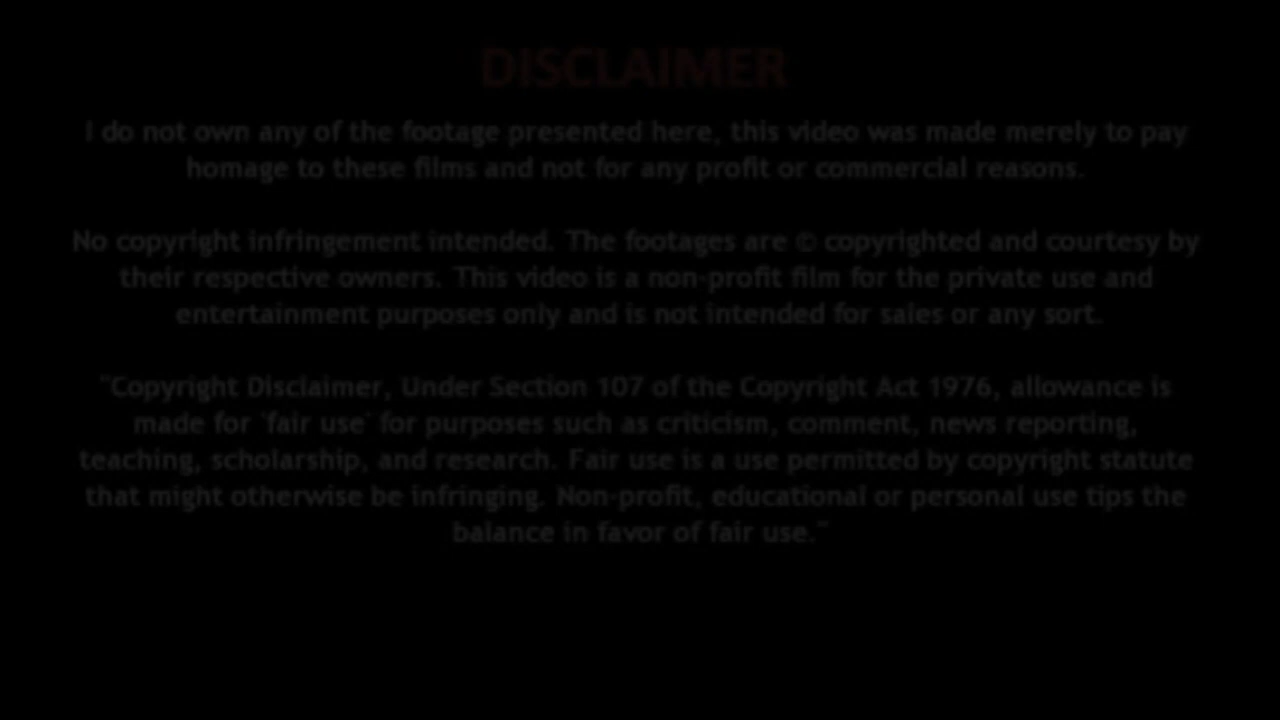 DISCLAIMER
I do not own any of the footage presented here, this video was made merely to pay
homage to these films and not for any profit or commercial reasons.
No copyright infringement intended. The footages are © copyrighted and courtesy by
their respective owners. This video is a non-profit film for the private use and
entertainment purposes only and is not intended for sales or any sort.
"Copyright Disclaimer, Under Section 107 of the Copyright Act 1976, allowance is
made for 'fair use' for purposes such as criticism, comment, news reporting,
teaching, scholarship, and research. Fair use is a use permitted by copyright statute
that might otherwise be infringing. Non-profit, educational or personal use tips the
balance in favor of fair use."